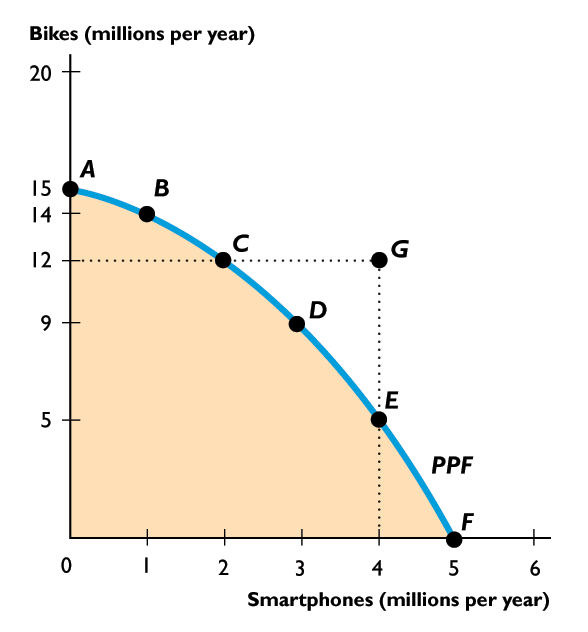 Bikes (millions per year)
20
A
15
B
14
C
G
12
D
9
E
5
PPF
F
0 1 2 3 4 5 6
Smartphones (millions per year)